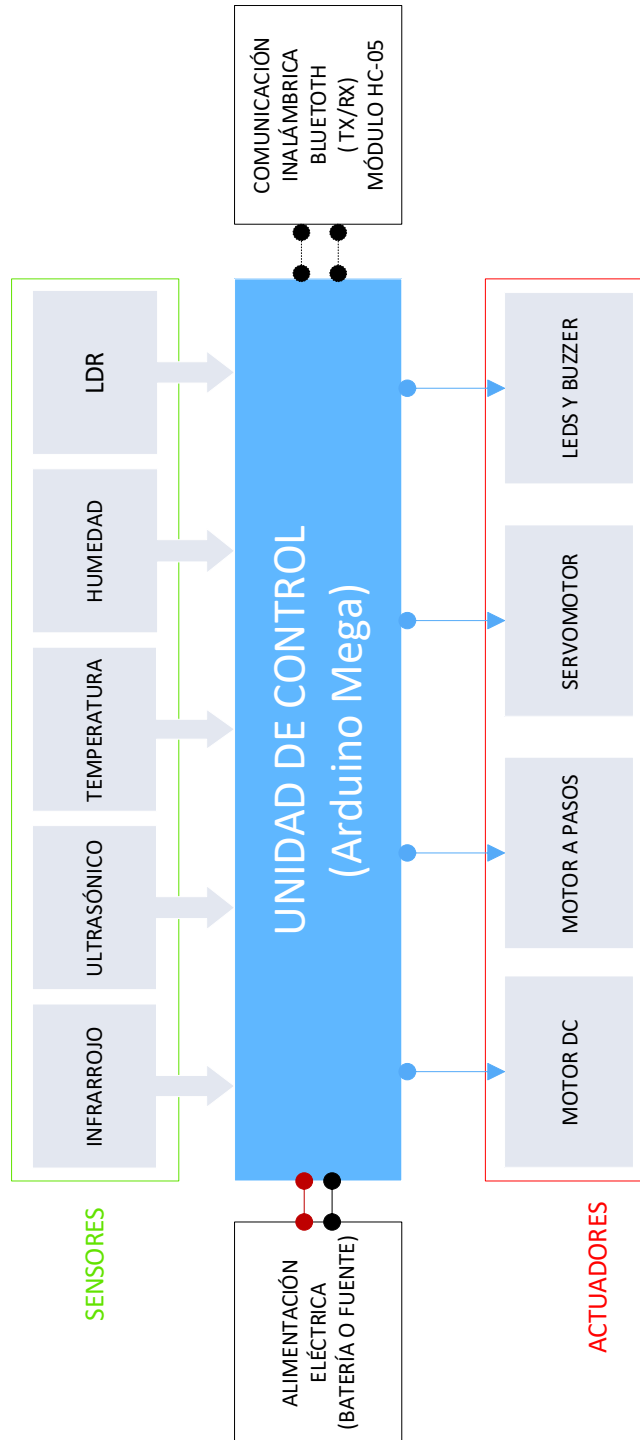 SENSORES
INFRARROJO
ULTRASÓNICO
TEMPERATURA
HUMEDAD
LDR
ALIMENTACIÓN
ELÉCTRICA
(BATERÍA O FUENTE)
UNIDAD DE CONTROL
(Arduino Mega)
COMUNICACIÓN
INALÁMBRICA
BLUETOTH
( TX/RX)
MÓDULO HC-05
ACTUADORES
MOTOR DC
MOTOR A PASOS
SERVOMOTOR
LEDS Y BUZZER